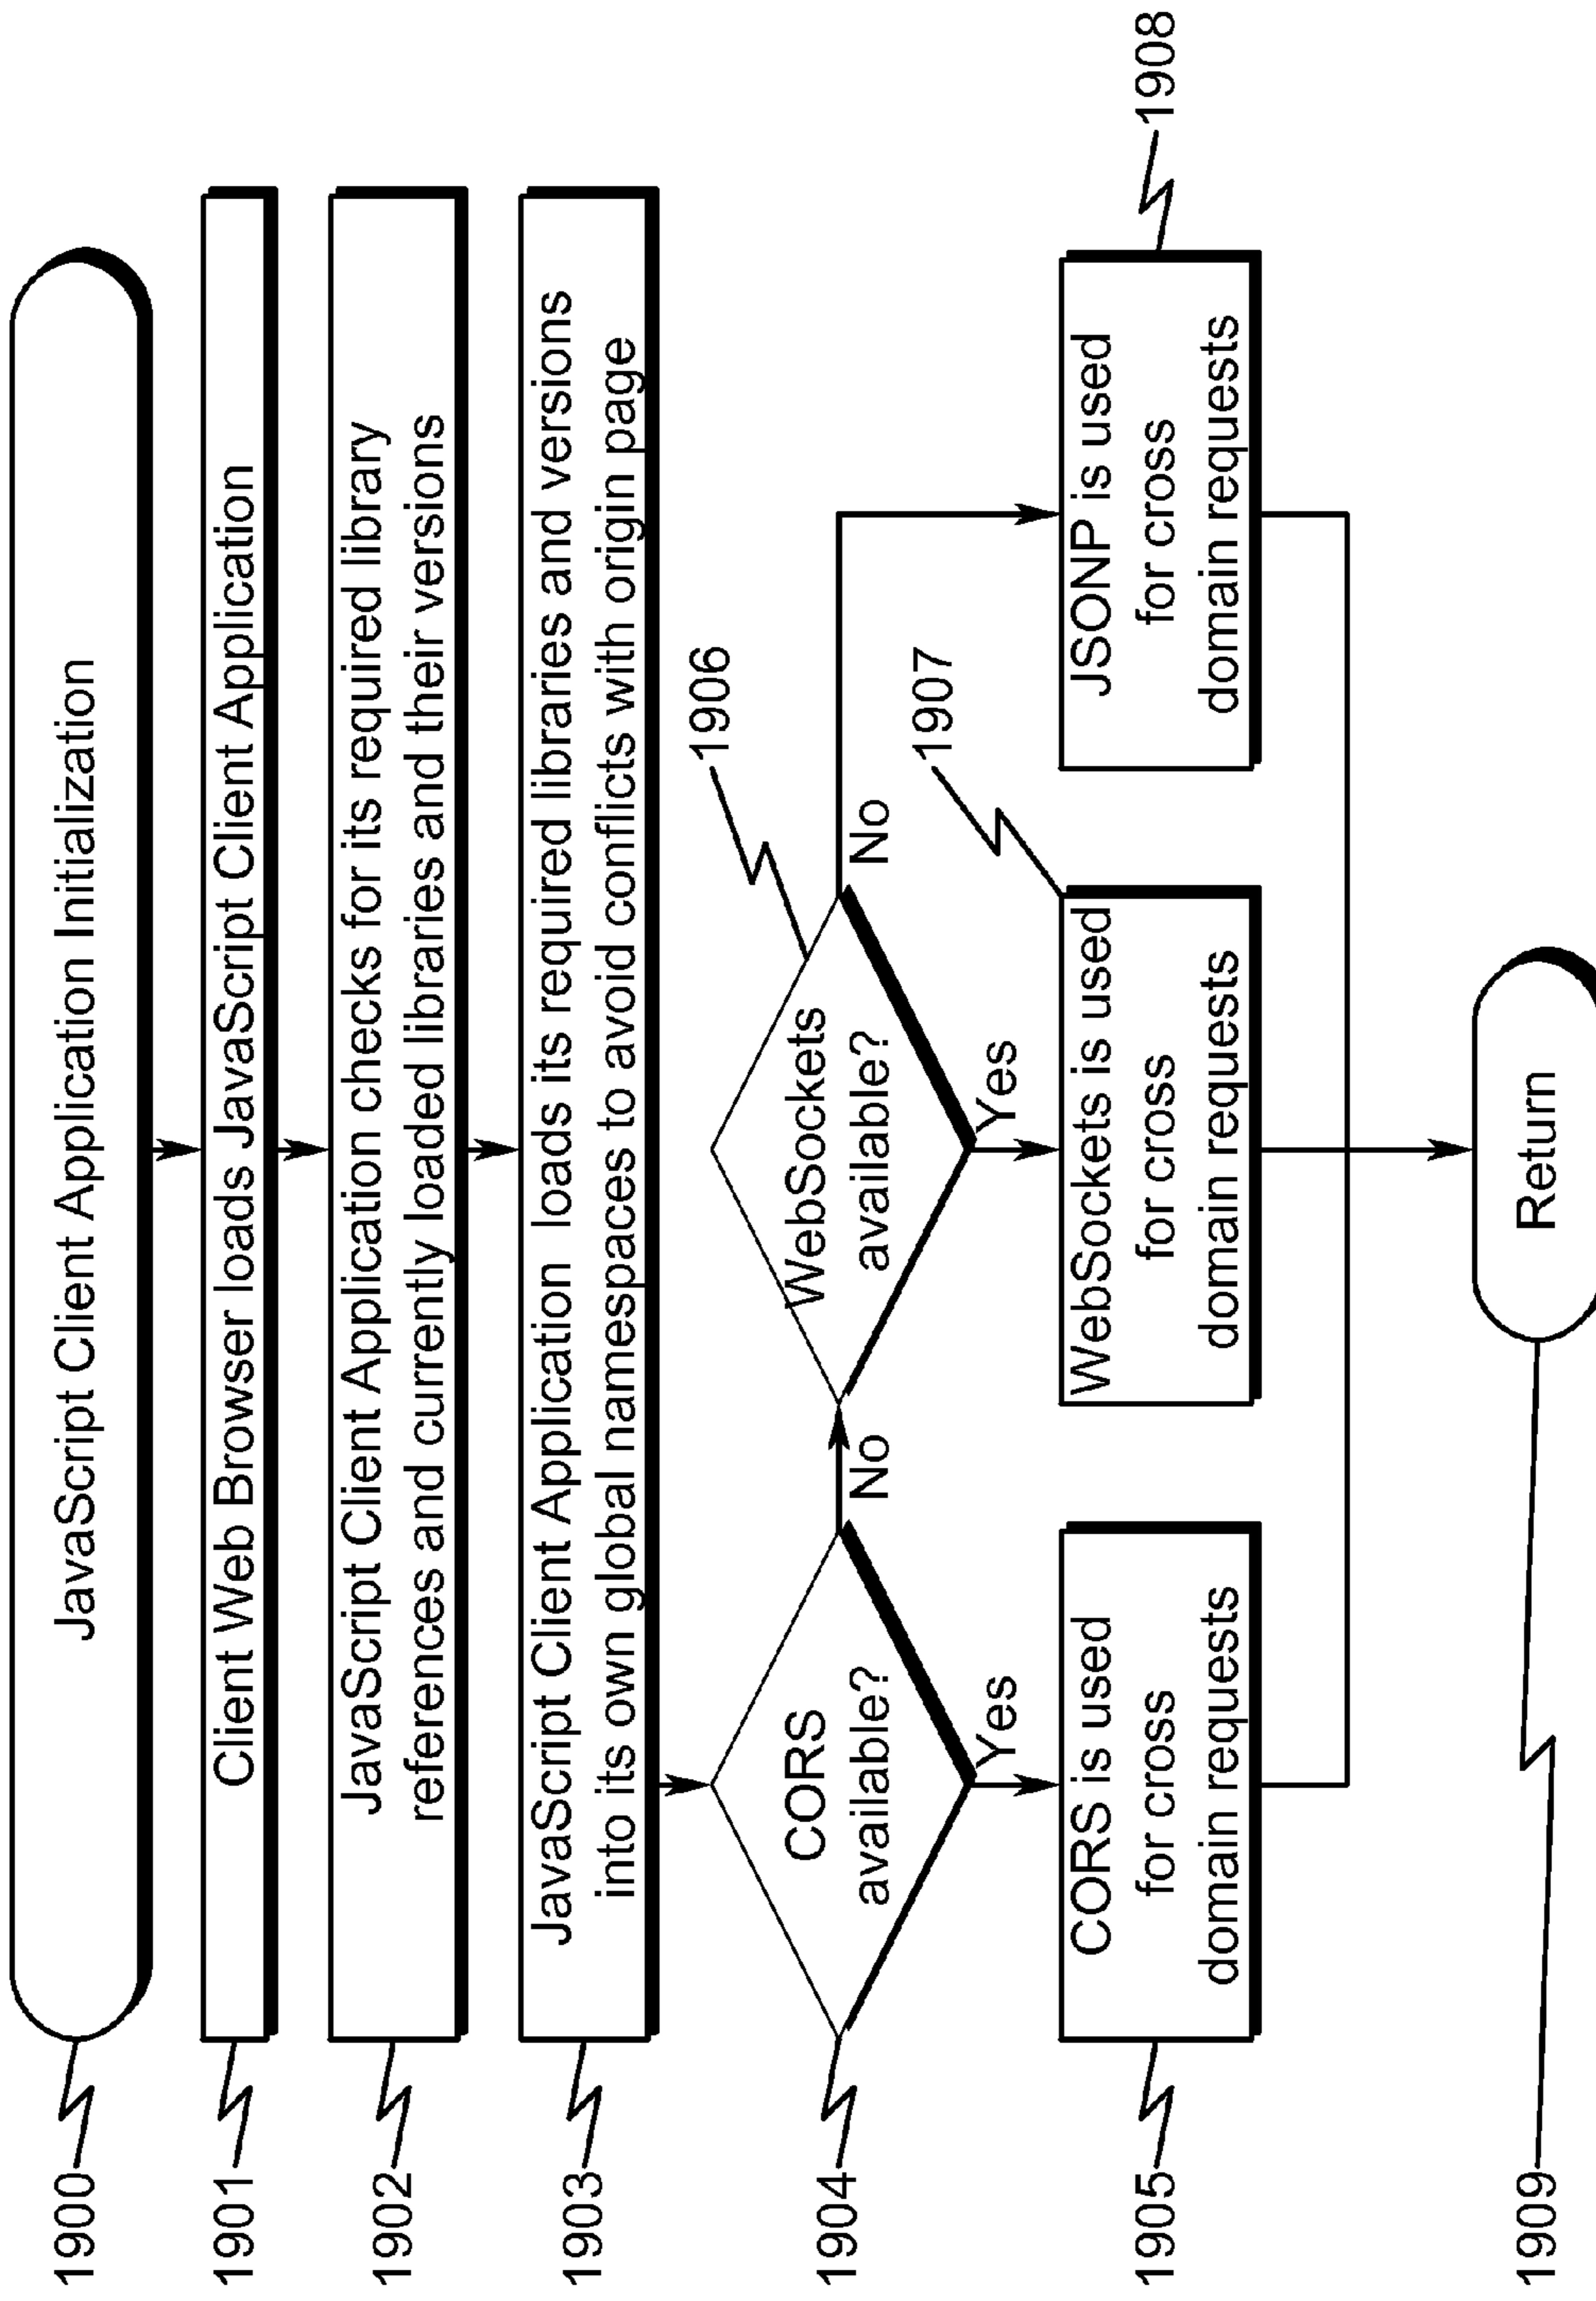 1900
JavaScript Client Application Initialization
1901
Client Web Browser loads JavaScript Client Application
1902
JavaScript Client Application checks for its required library
references and currently loaded libraries and their versions
1903
JavaScript Client Application loads its required libraries and versions
into its own global namespaces to avoid conflicts with origin page
1904
CORS
available?
No
Yes
1906
WebSockets
available?
No
Yes
1905
CORS is used
for cross
domain requests
1907
WebSockets is used
for cross
domain requests
1908
JSONP is used
for cross
domain requests
1909
Return